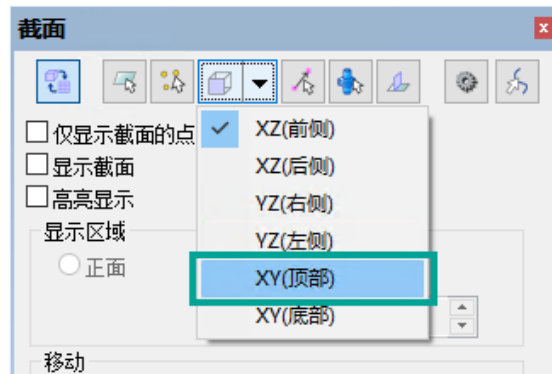 截面
仅显示截面的点
显示截面
高亮显示
显示区域
正面
XZ(前侧)
XZ(后侧)
YZ(右侧)
YZ(左侧)
XY(顶部)
XY(底部)
移动